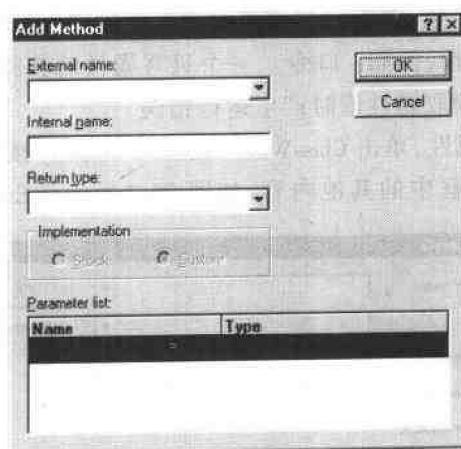 Add Method
External name:
OK
Cancel
Internal name:
Return type:
Implementation
Stock
Custom
Parameter list:
Name Type